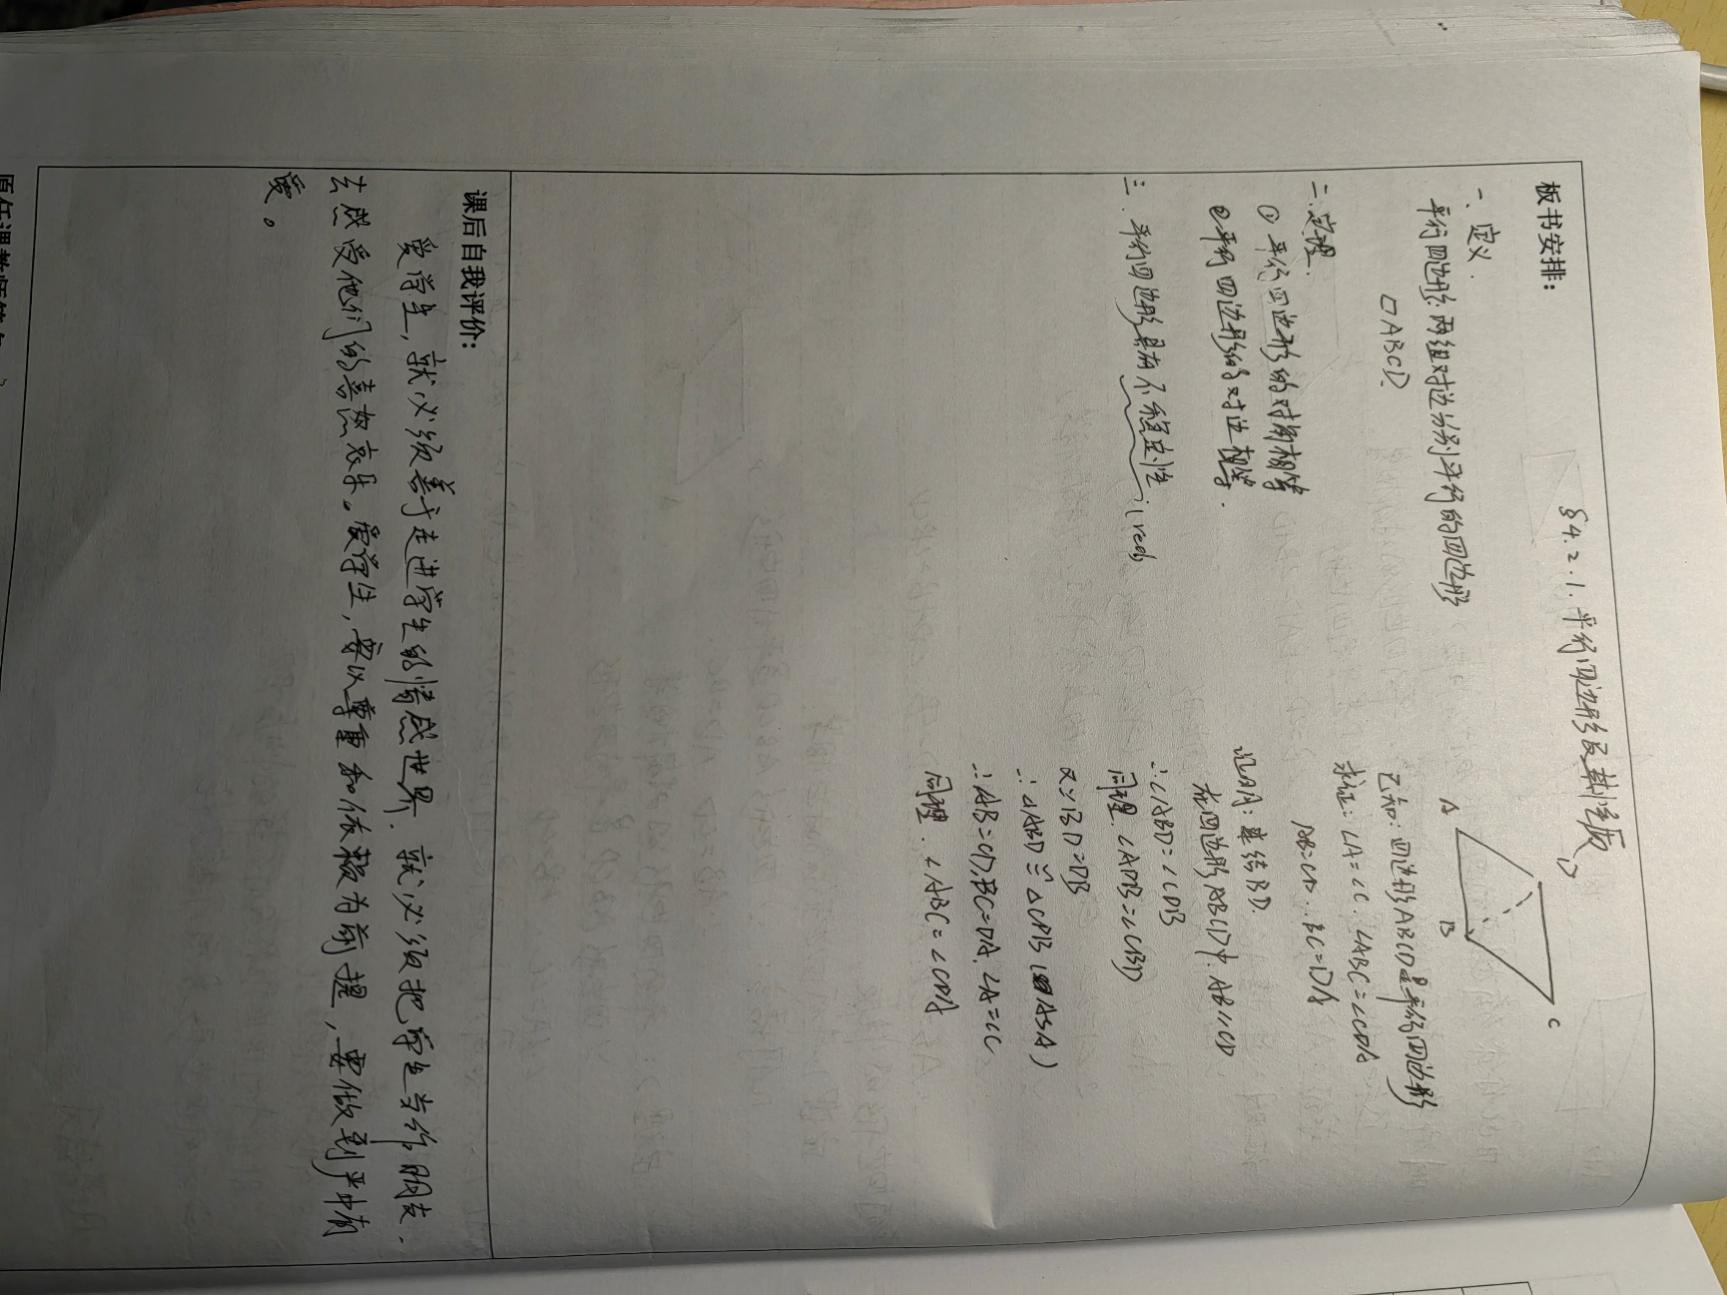 板书安排:
§4.2.1.平行四边形及其性质
一、定义.
平行四边形:两组对边分别平行的四边形
▱ABCD.
二.定理.
① 平行四边形的对角相等
②平行四边形的对边相等.
三.平行四边形具有不稳定性
A
B
C
D
已知:四边形ABCD是平行四边形
求证:∠A=∠C.∠ABC=∠CDA
AB=CD.BC=DA
证明:连结BD.
在四边形ABCD中.AB∥CD
∴∠ABD=∠CDB
同理.∠ADB=∠CBD
又∵BD=DB
∴△ABD≌△CDB(ASA)
∴AB=CD,BC=DA.∠A=∠C
同理.∠ABC=∠CDA
课后自我评价:
爱学生,就必须善于走进学生的情感世界.就必须把学生当作朋友.
去感受他们的喜怒哀乐。爱学生,要以尊重和依赖为前提,要做到严中有
爱。